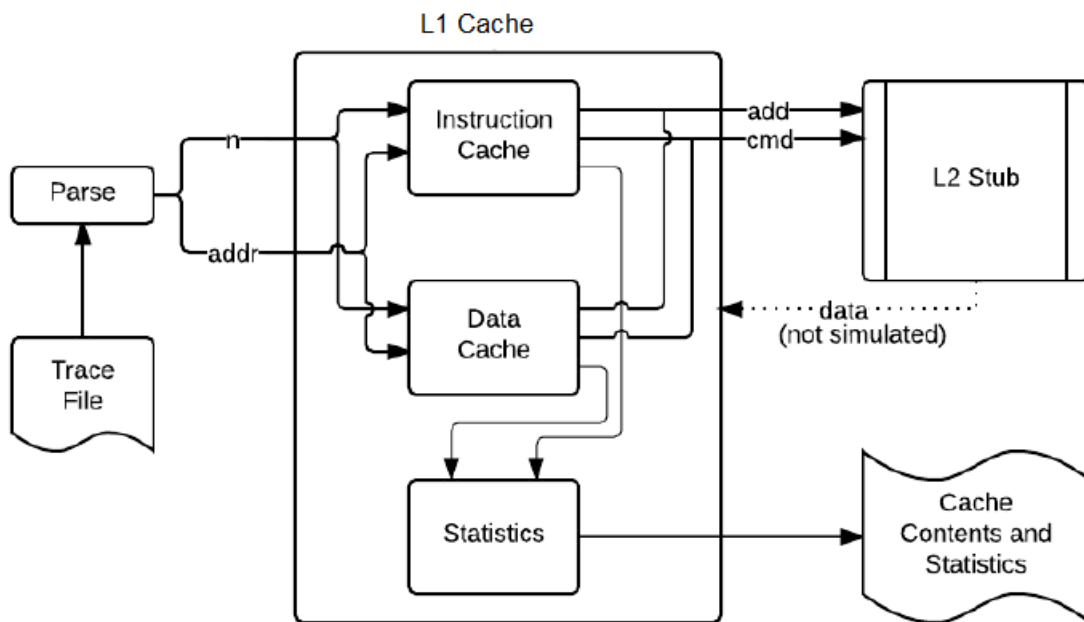 L1 Cache
n
Instruction
Cache
add
cmd
L2 Stub
Parse
addr
Data
Cache
data
(not simulated)
Trace
File
Statistics
Cache
Contents and
Statistics